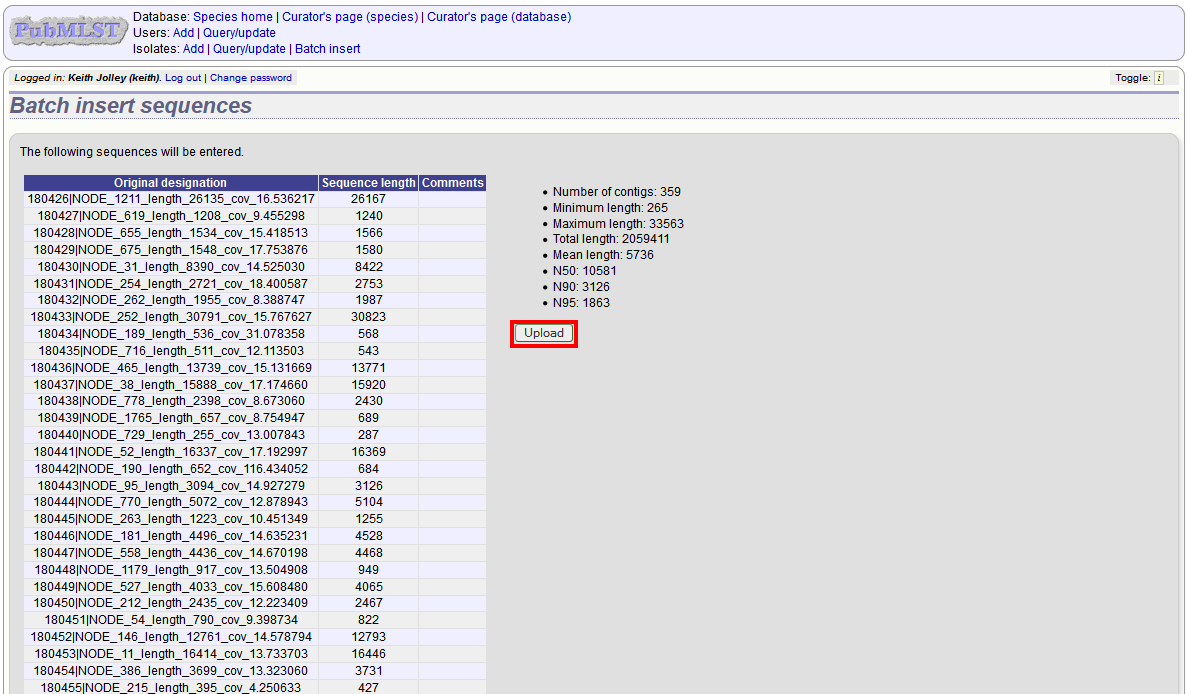 PubMLST
Database: Species home | Curator's page (species) | Curator's page (database)
Users: Add | Query/update
Isolates: Add | Query/update | Batch insert
Logged in: Keith Jolley (keith). Log out | Change password
Toggle: i
Batch insert sequences
The following sequences will be entered.
Original designation Sequence length Comments
180426|NODE_1211_length_26135_cov_16.536217 26167
180427|NODE_619_length_1208_cov_9.455298 1240
180428|NODE_655_length_1534_cov_15.418513 1566
180429|NODE_675_length_1548_cov_17.753876 1580
180430|NODE_31_length_8390_cov_14.525030 8422
180431|NODE_254_length_2721_cov_18.400587 2753
180432|NODE_262_length_1955_cov_8.388747 1987
180433|NODE_252_length_30791_cov_15.767627 30823
180434|NODE_189_length_536_cov_31.078358 568
180435|NODE_716_length_511_cov_12.113503 543
180436|NODE_465_length_13739_cov_15.131669 13771
180437|NODE_38_length_15888_cov_17.174660 15920
180438|NODE_778_length_2398_cov_8.673060 2430
180439|NODE_1765_length_657_cov_8.754947 689
180440|NODE_729_length_255_cov_13.007843 287
180441|NODE_52_length_16337_cov_17.192997 16369
180442|NODE_190_length_652_cov_116.434052 684
180443|NODE_95_length_3094_cov_14.927279 3126
180444|NODE_770_length_5072_cov_12.878943 5104
180445|NODE_263_length_1223_cov_10.451349 1255
180446|NODE_181_length_4496_cov_14.635231 4528
180447|NODE_558_length_4436_cov_14.670198 4468
180448|NODE_1179_length_917_cov_13.504908 949
180449|NODE_527_length_4033_cov_15.608480 4065
180450|NODE_212_length_2435_cov_12.223409 2467
180451|NODE_54_length_790_cov_9.398734 822
180452|NODE_146_length_12761_cov_14.578794 12793
180453|NODE_11_length_16414_cov_13.733703 16446
180454|NODE_386_length_3699_cov_13.323060 3731
180455|NODE_215_length_395_cov_4.250633 427
• Number of contigs: 359
• Minimum length: 265
• Maximum length: 33563
• Total length: 2059411
• Mean length: 5736
• N50: 10581
• N90: 3126
• N95: 1863
Upload